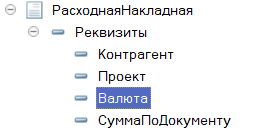 РасходнаяНакладная
Реквизиты
Контрагент
Проект
Валюта
СуммаПоДокументу